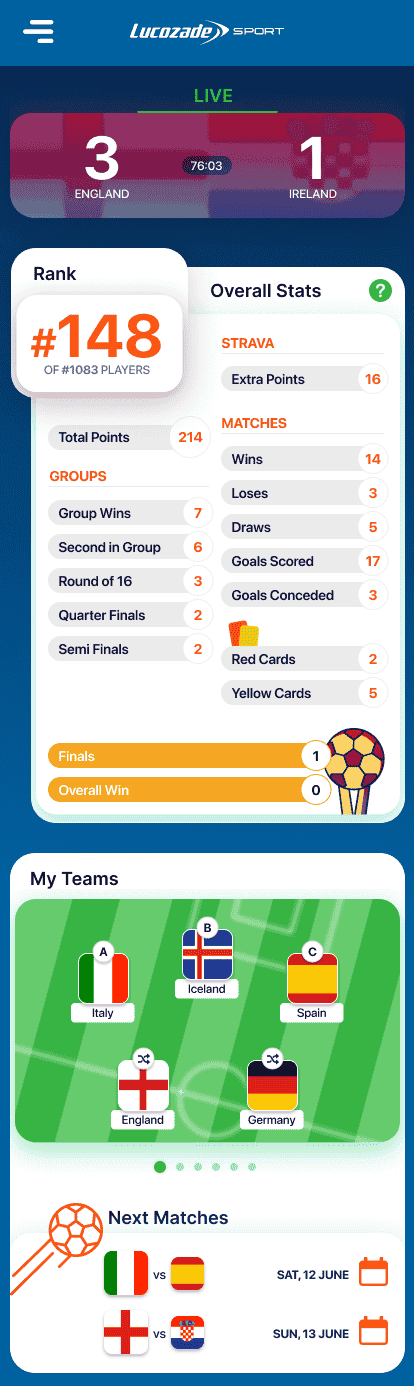 Lucozade SPORT
LIVE
3
76:03
1
ENGLAND
IRELAND
Rank
#148
OF #1083 PLAYERS
Overall Stats
?
Total Points 214
GROUPS
Group Wins 7
Second in Group 6
Round of 16 3
Quarter Finals 2
Semi Finals 2
STRAVA
Extra Points 16
MATCHES
Wins 14
Loses 3
Draws 5
Goals Scored 17
Goals Conceded 3
Red Cards 2
Yellow Cards 5
Finals 1
Overall Win 0
My Teams
A
Italy
B
Iceland
C
Spain
England
Germany
Next Matches
VS
SAT, 12 JUNE
VS
SUN, 13 JUNE